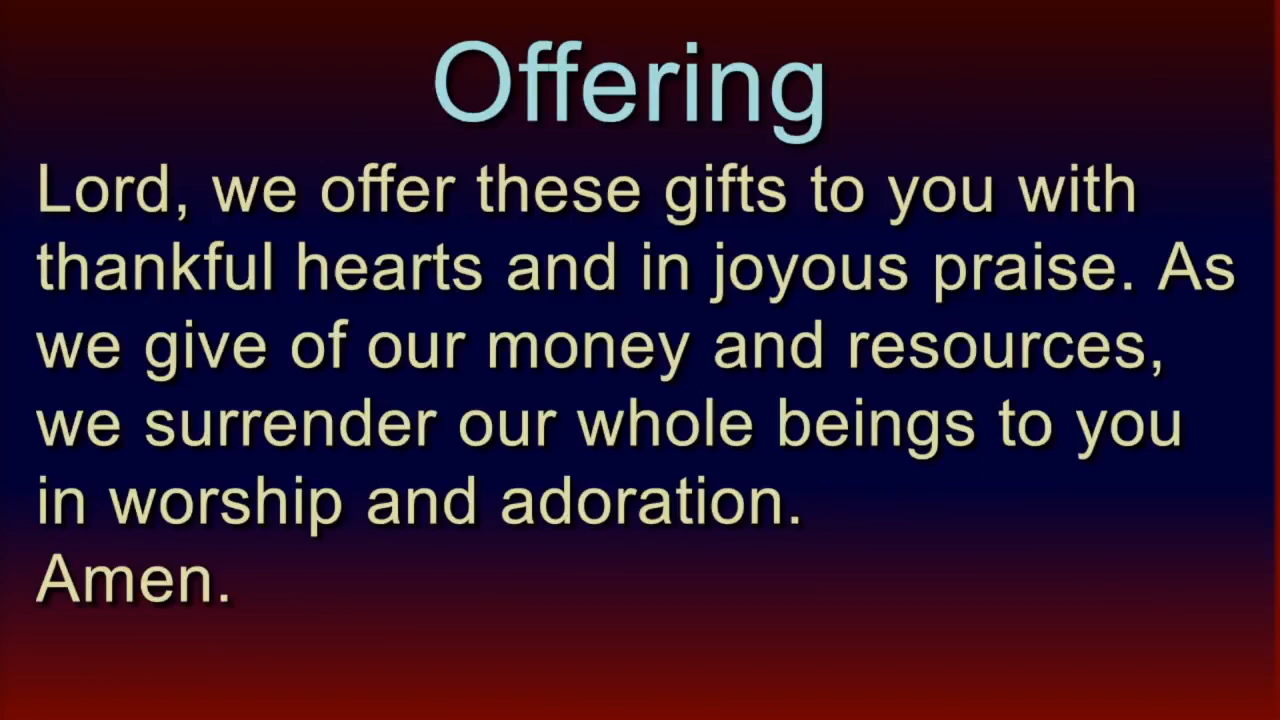 Offering
Lord, we offer these gifts to you with
thankful hearts and in joyous praise. As
we give of our money and resources,
we surrender our whole beings to you
in worship and adoration.
Amen.